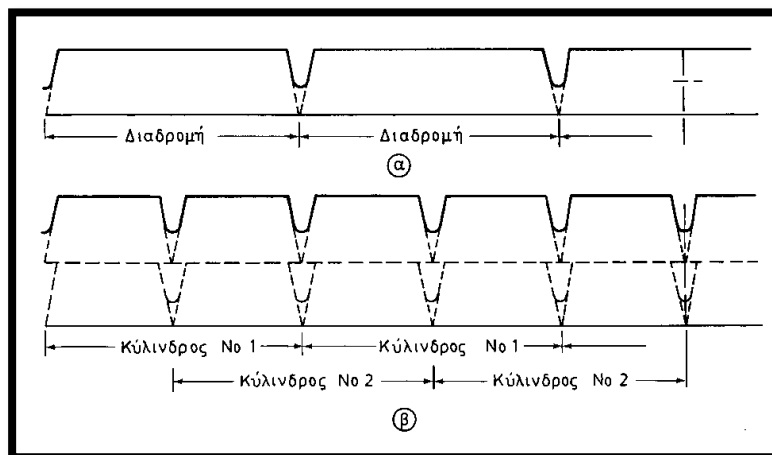 Διαδρομή Διαδρομή
α
Κύλινδρος Νο 1 Κύλινδρος Νο 1
Κύλινδρος Νο 2 Κύλινδρος Νο 2
β